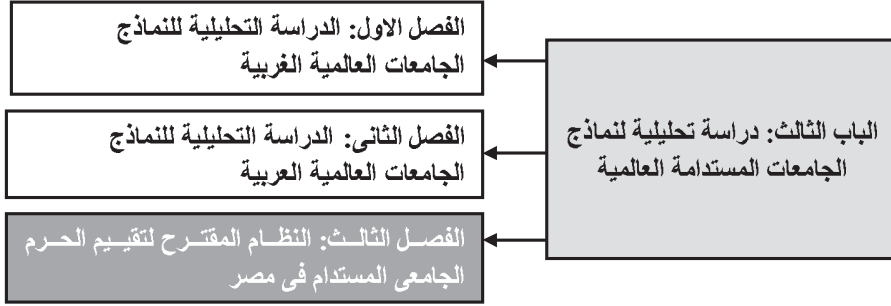 الباب الثالث: دراسة تحليلية لنماذج
الجامعات المستدامة العالمية
الفصل الاول: الدراسة التحليلية للنماذج
الجامعات العالمية الغربية
الفصل الثانى: الدراسة التحليلية للنماذج
الجامعات العالمية العربية
الفصل الثالث: النظام المقترح لتقييم الحرم
الجامعى المستدام فى مصر